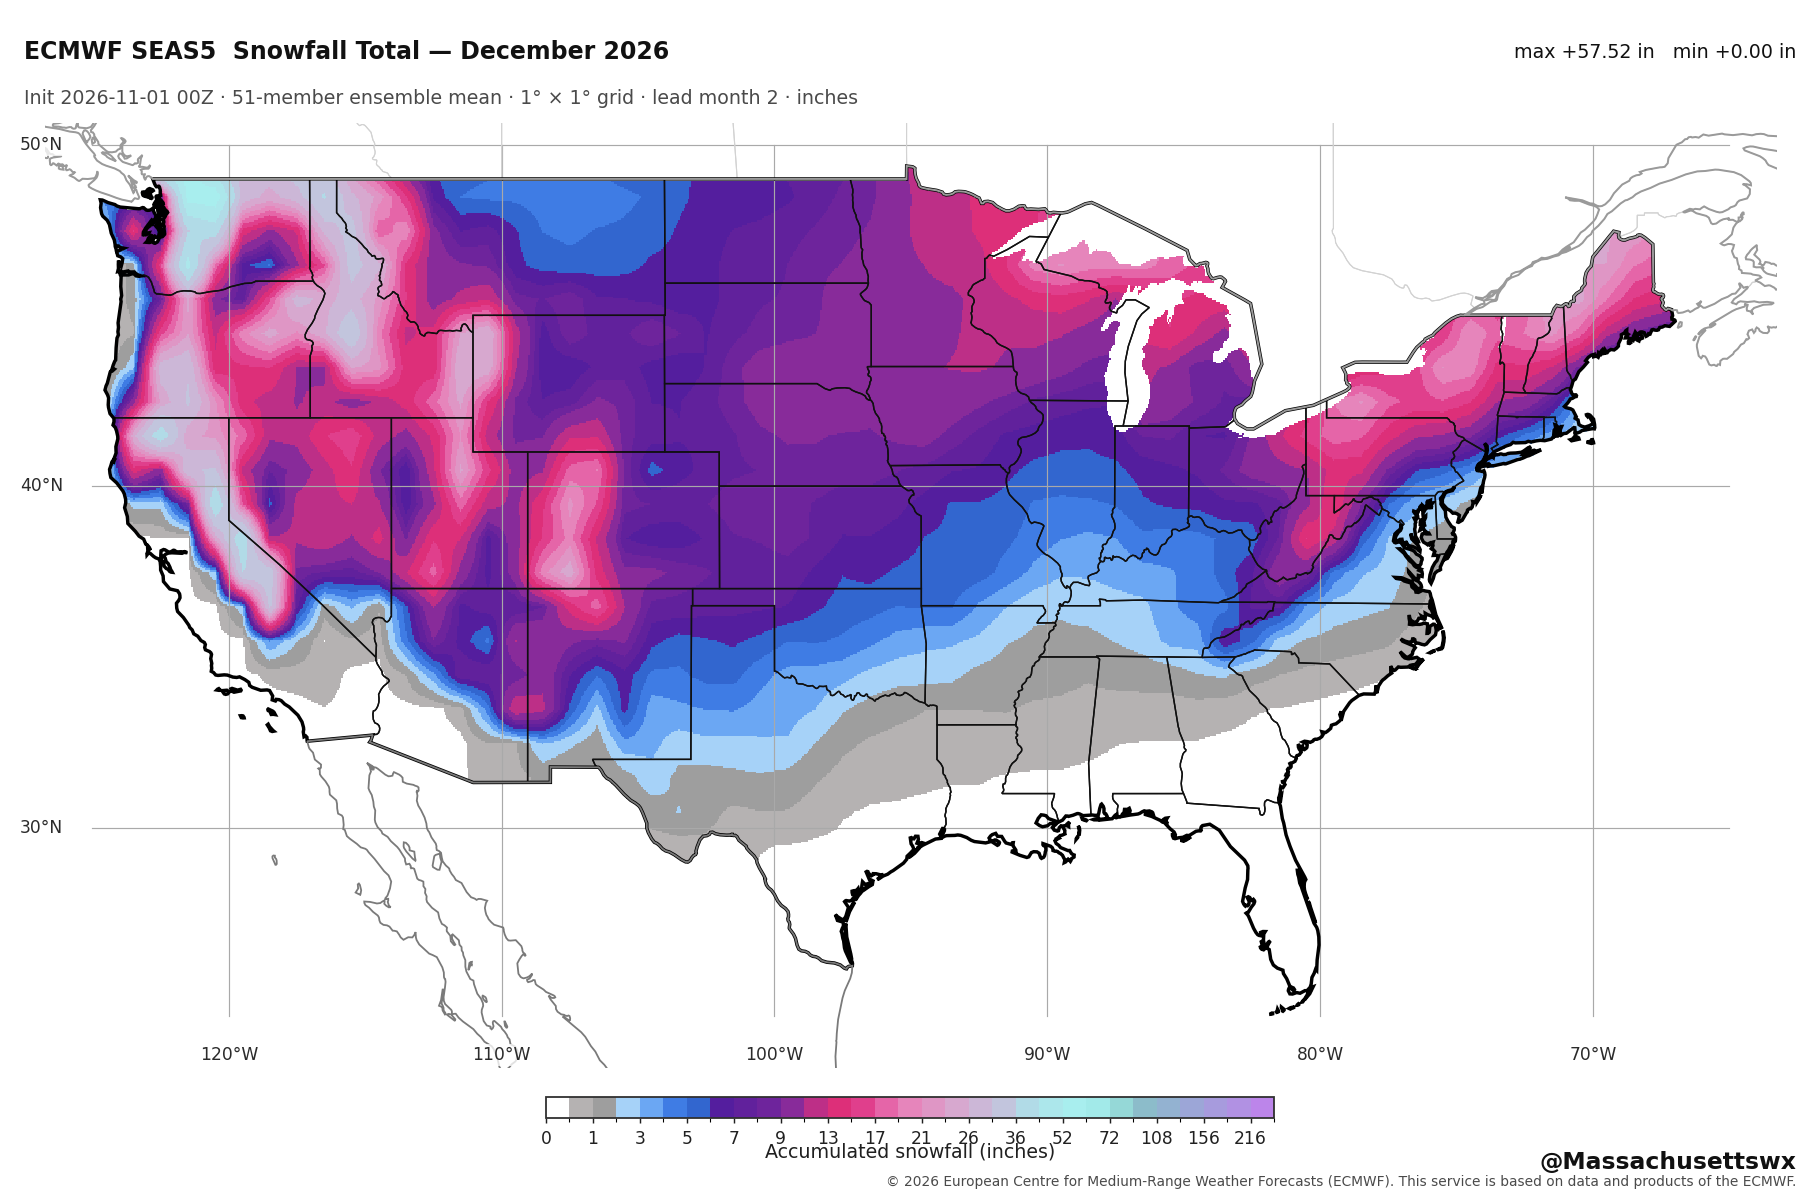 ECMWF SEAS5  Snowfall Total — December 2026
max +57.52 in   min +0.00 in
Init 2026-11-01 00Z · 51-member ensemble mean · 1° × 1° grid · lead month 2 · inches
50°N
40°N
30°N
120°W 110°W 100°W 90°W 80°W 70°W
0 1 3 5 7 9 13 17 21 26 36 52 72 108 156 216
Accumulated snowfall (inches)
@Massachusettswx
© 2026 European Centre for Medium-Range Weather Forecasts (ECMWF). This service is based on data and products of the ECMWF.